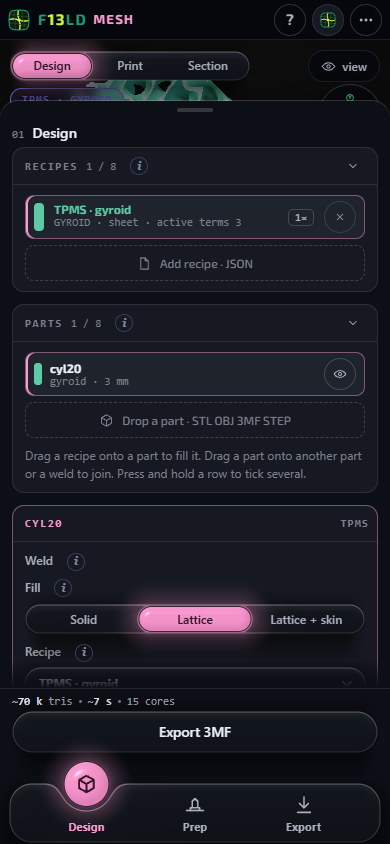 F13LD MESH
?
Design
Print
Section
view
TPMS · GYROID
01 Design
RECIPES 1 / 8
i
TPMS · gyroid
GYROID · sheet · active terms 3
1×
Add recipe · JSON
PARTS 1 / 8
i
cyl20
gyroid · 3 mm
Drop a part · STL OBJ 3MF STEP
Drag a recipe onto a part to fill it. Drag a part onto another part
or a weld to join. Press and hold a row to tick several.
CYL20
TPMS
Weld
i
Fill
i
Solid
Lattice
Lattice + skin
Recipe
i
TPMS · gyroid
~70 k tris • ~7 s • 15 cores
Export 3MF
Design
Prep
Export